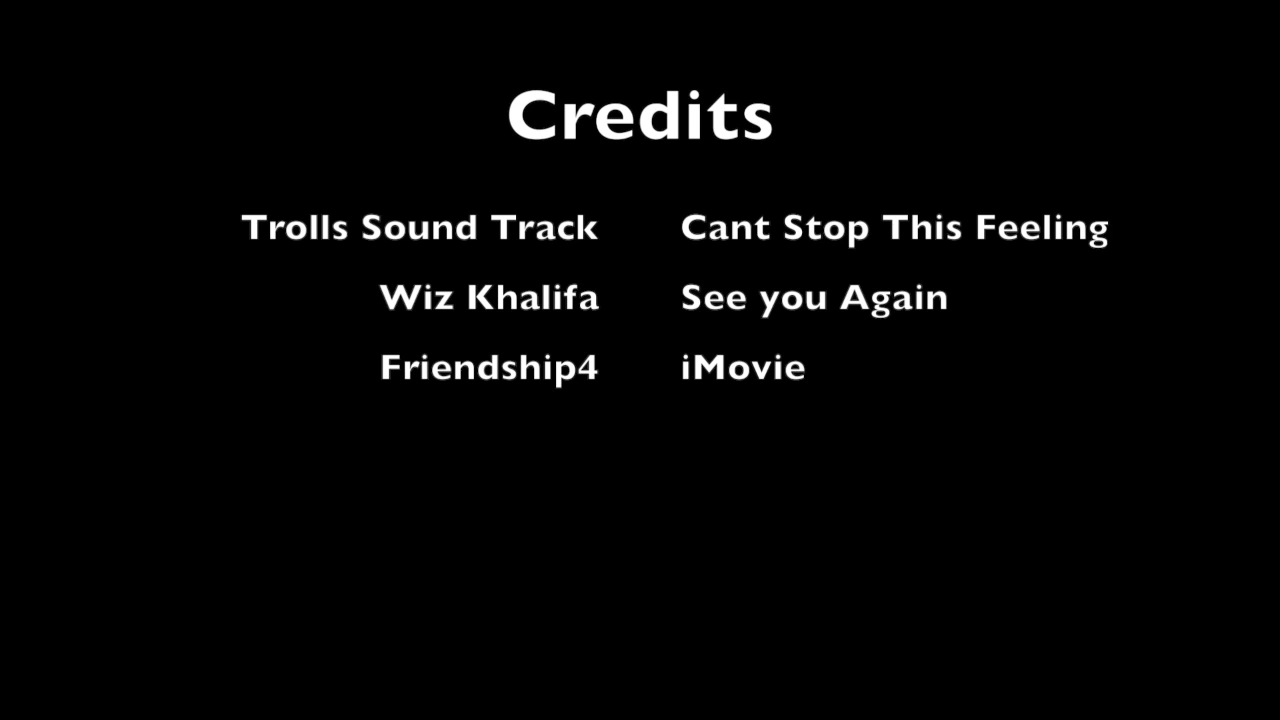 Credits
Trolls Sound Track Cant Stop This Feeling
Wiz Khalifa See you Again
Friendship4 iMovie